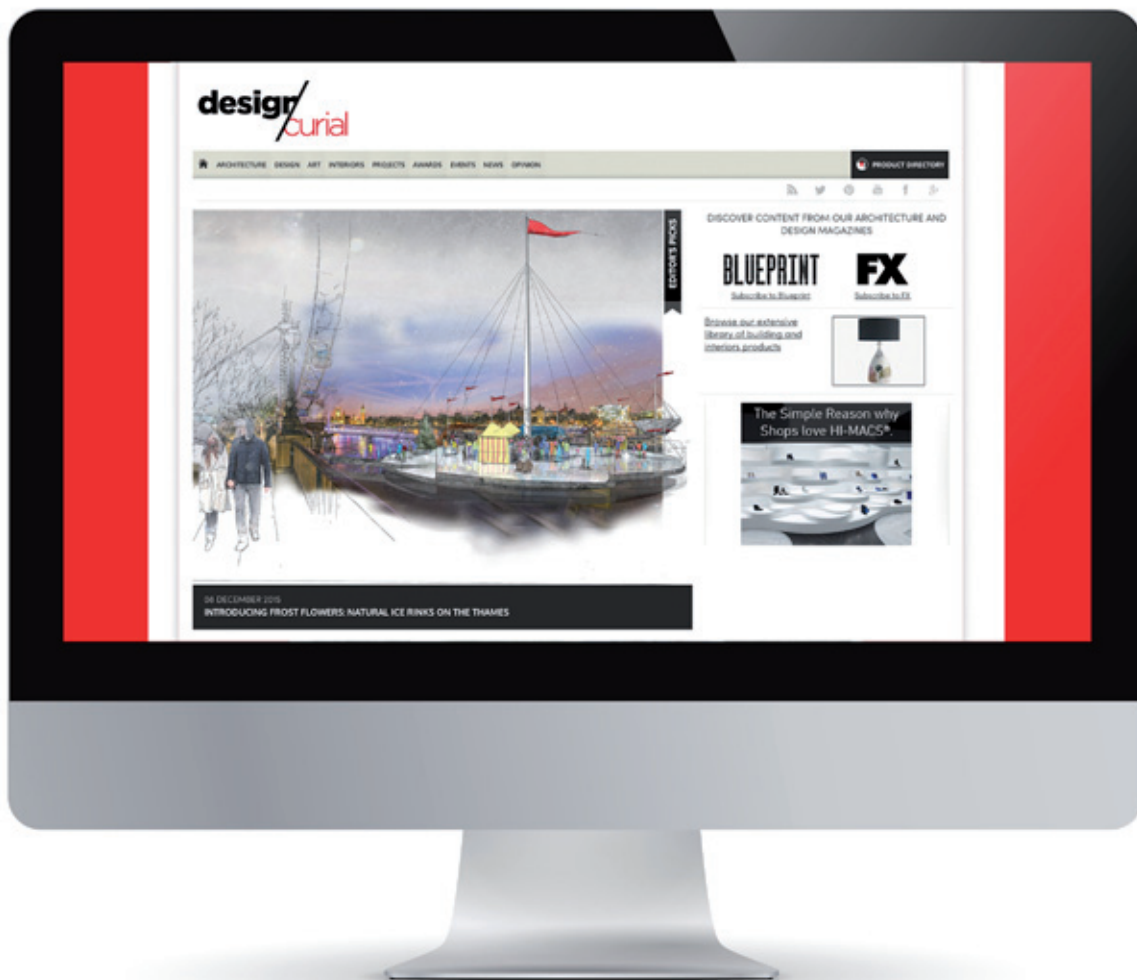 design/
curial
ARCHITECTURE DESIGN ART INTERIORS PROJECTS AWARDS EVENTS NEWS OPINION
PRODUCT DIRECTORY
EDITOR'S PICKS
DISCOVER CONTENT FROM OUR ARCHITECTURE AND
DESIGN MAGAZINES
BLUEPRINT
FX
Subscribe to Blueprint
Subscribe to FX
Browse our extensive
library of building and
interiors products
The Simple Reason why
Shops love HI-MACS®.
08 DECEMBER 2015
INTRODUCING FROST FLOWERS: NATURAL ICE RINKS ON THE THAMES